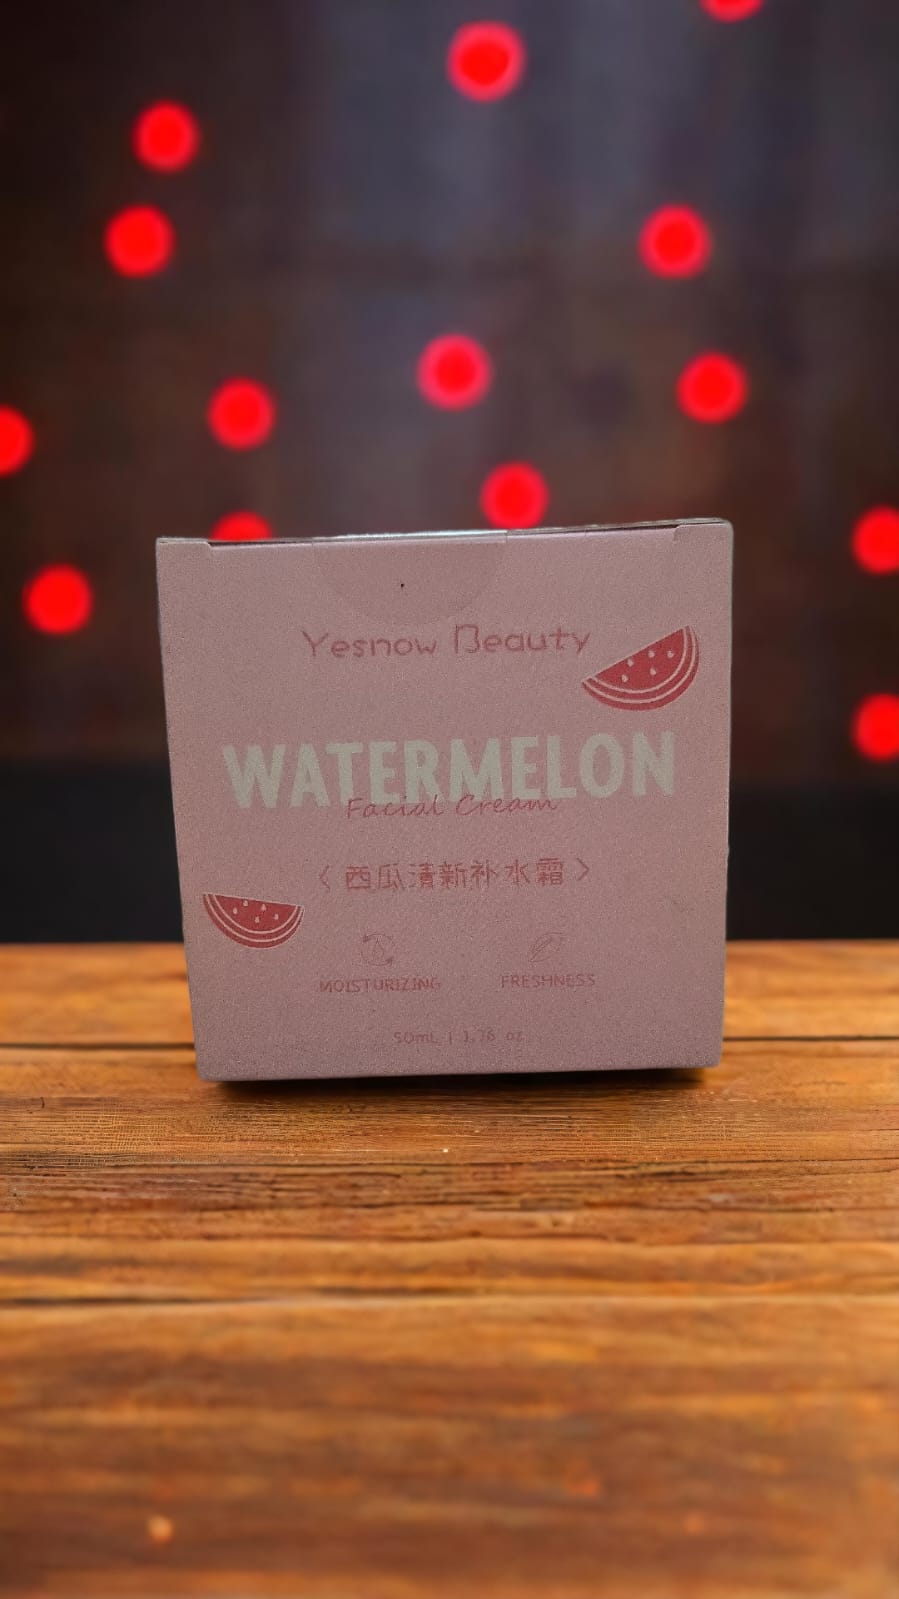 Yesnow Beauty
WATERMELON
Facial Cream
〈 西瓜清新补水霜 〉
MOISTURIZING FRESHNESS
50mL | 1.76 oz